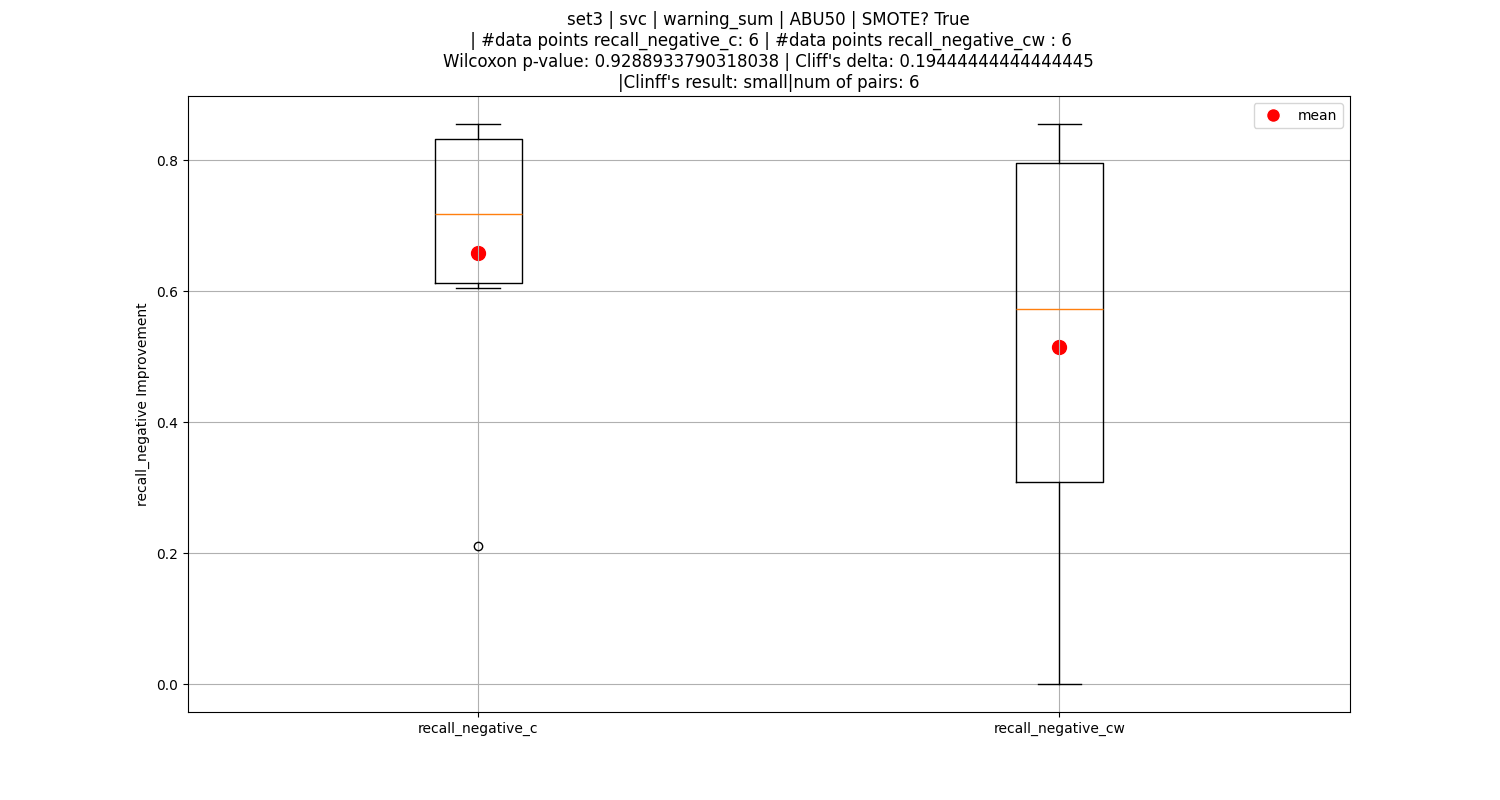 set3 | svc | warning_sum | ABU50 | SMOTE? True
| #data points recall_negative_c: 6 | #data points recall_negative_cw : 6
Wilcoxon p-value: 0.9288933790318038 | Cliff's delta: 0.19444444444444445
|Clinff's result: small|num of pairs: 6
mean
0.8
0.6
0.4
0.2
0.0
recall_negative Improvement
recall_negative_c
recall_negative_cw